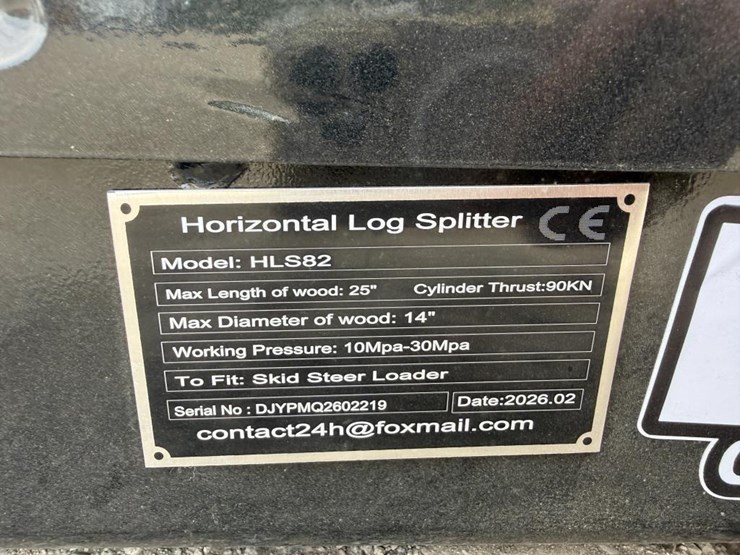 Horizontal Log Splitter CE
Model: HLS82
Max Length of wood: 25" Cylinder Thrust:90KN
Max Diameter of wood: 14"
Working Pressure: 10Mpa-30Mpa
To Fit: Skid Steer Loader
Serial No : DJYPMQ2602219 Date:2026.02
contact24h@foxmail.com